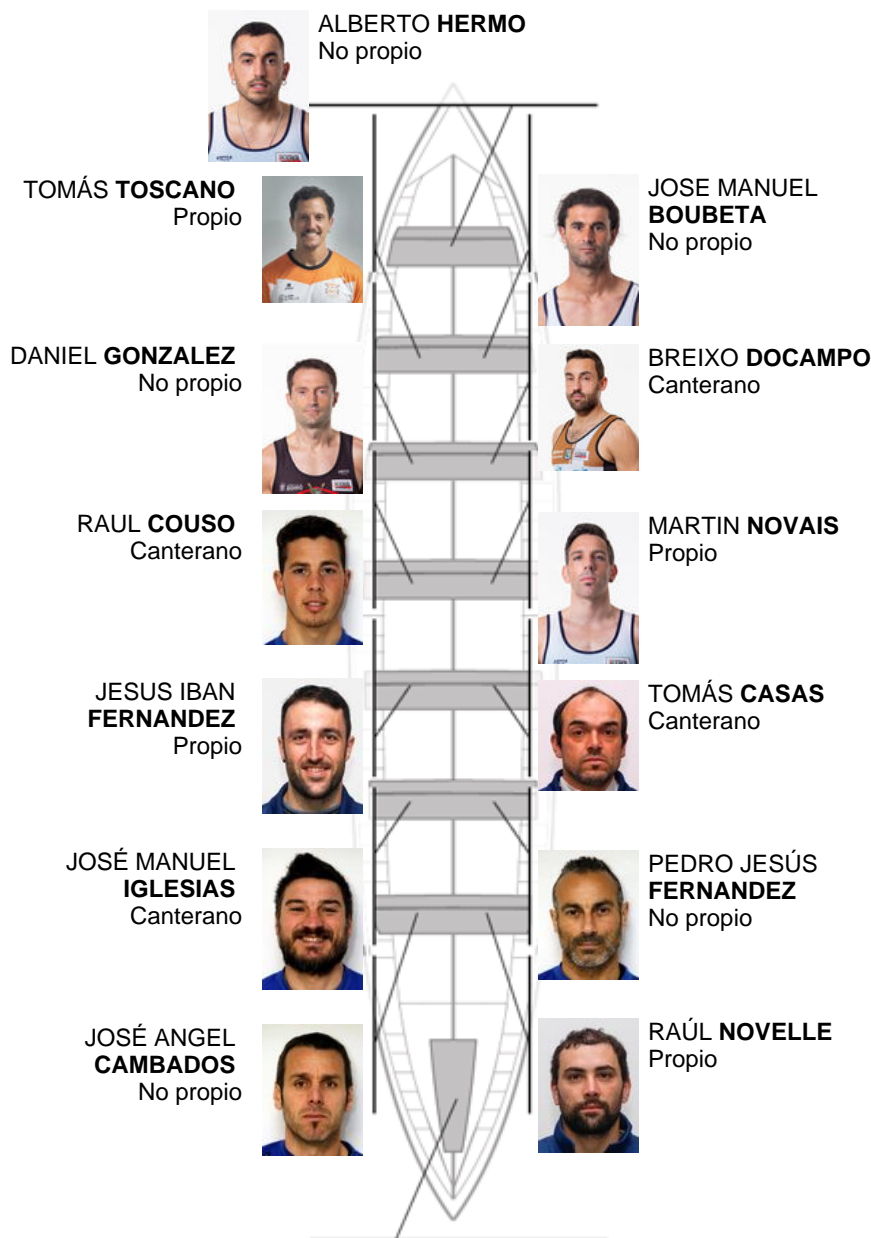 ALBERTO HERMO
No propio
TOMÁS TOSCANO
Propio
JOSE MANUEL
BOUBETA
No propio
DANIEL GONZALEZ
No propio
BREIXO DOCAMPO
Canterano
RAUL COUSO
Canterano
MARTIN NOVAIS
Propio
JESUS IBAN
FERNANDEZ
Propio
TOMÁS CASAS
Canterano
JOSÉ MANUEL
IGLESIAS
Canterano
PEDRO JESÚS
FERNANDEZ
No propio
JOSÉ ANGEL
CAMBADOS
No propio
RAÚL NOVELLE
Propio